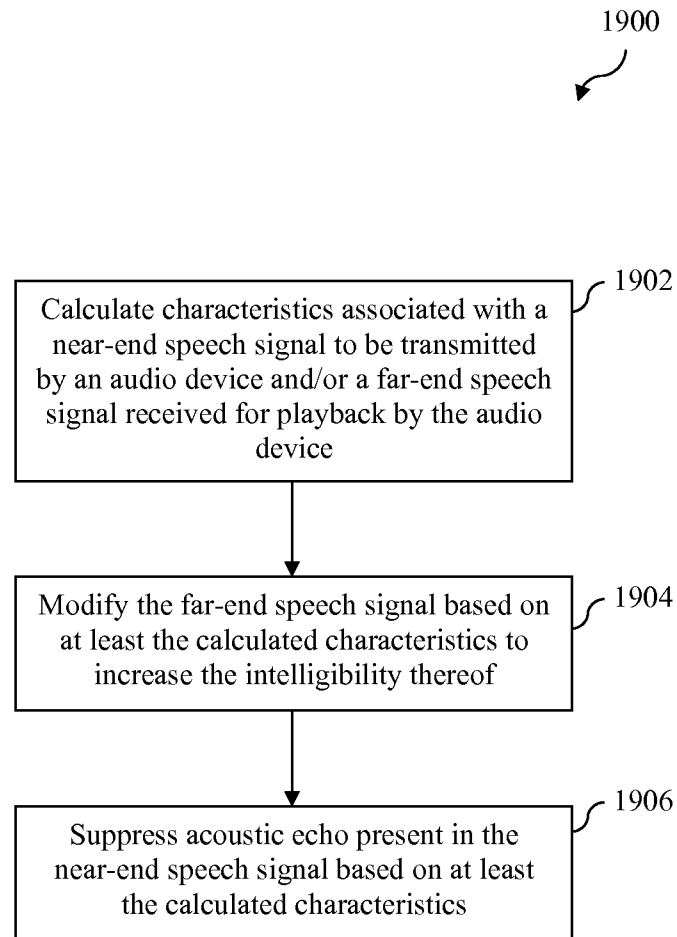 1900
1902
Calculate characteristics associated with a
near-end speech signal to be transmitted
by an audio device and/or a far-end speech
signal received for playback by the audio
device
1904
Modify the far-end speech signal based on
at least the calculated characteristics to
increase the intelligibility thereof
1906
Suppress acoustic echo present in the
near-end speech signal based on at least
the calculated characteristics